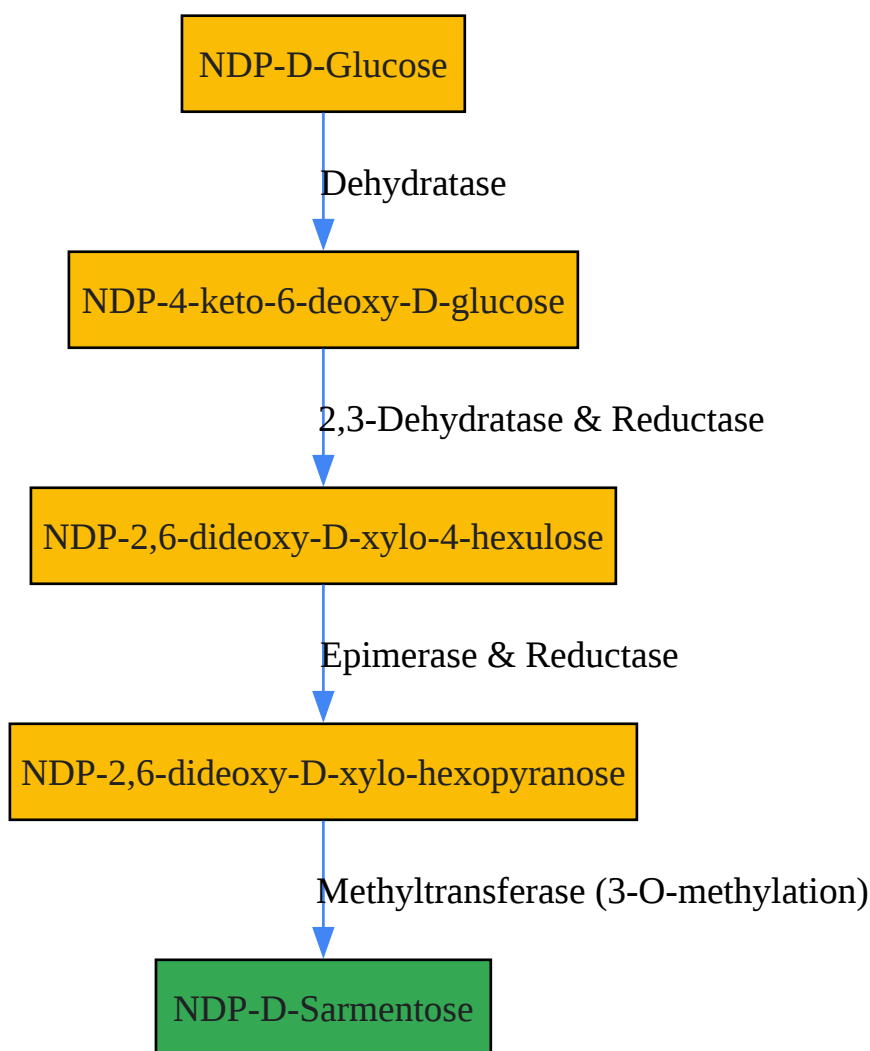 NDP-D-Glucose
Dehydratase
NDP-4-keto-6-deoxy-D-glucose
2,3-Dehydratase & Reductase
NDP-2,6-dideoxy-D-xylo-4-hexulose
Epimerase & Reductase
NDP-2,6-dideoxy-D-xylo-hexopyranose
Methyltransferase (3-O-methylation)
NDP-D-Sarmentose